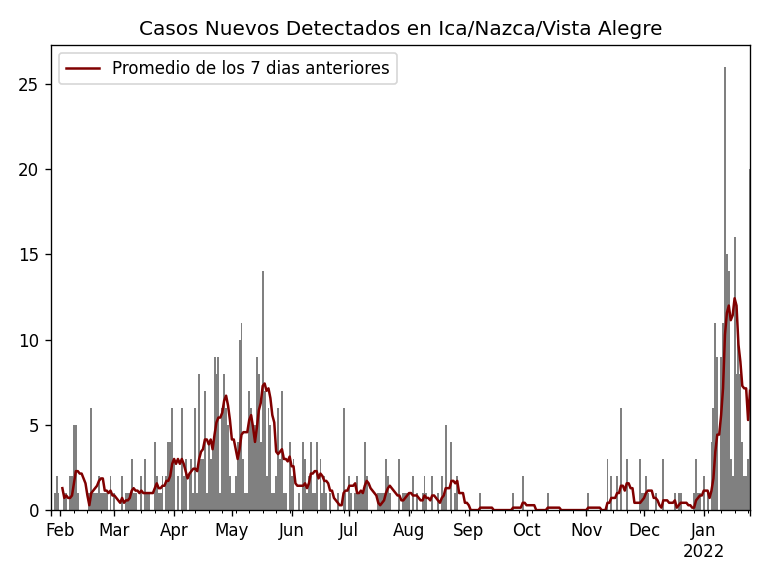 Casos Nuevos Detectados en Ica/Nazca/Vista Alegre
Promedio de los 7 dias anteriores
25
20
15
10
5
0
Feb Mar Apr May Jun Jul Aug Sep Oct Nov Dec Jan
2022